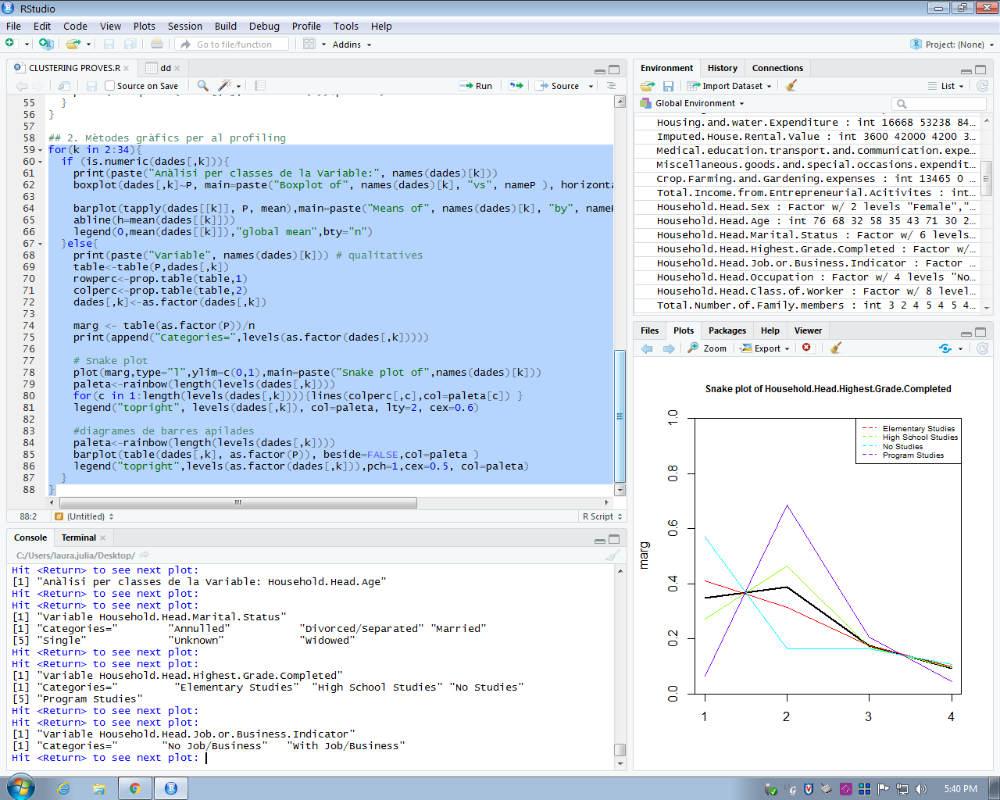 RStudio
File Edit Code View Plots Session Build Debug Profile Tools Help
Go to file/function Addins Project: (None)
CLUSTERING PROVES.R dd
Source on Save Run Source
55 }
56 }
57
58 ## 2. Mètodes gràfics per al profiling
59 for(k in 2:34){
60 if (is.numeric(dades[,k])){
61 print(paste("Anàlisi per classes de la Variable:", names(dades)[k]))
62 boxplot(dades[,k]~P, main=paste("Boxplot of", names(dades)[k], "vs", nameP ), horizonta
63
64 barplot(tapply(dades[[k]], P, mean),main=paste("Means of", names(dades)[k], "by", nameP
65 abline(h=mean(dades[[k]]))
66 legend(0,mean(dades[[k]]),"global mean",bty="n")
67 }else{
68 print(paste("Variable", names(dades)[k])) # qualitatives
69 table<-table(P,dades[,k])
70 rowperc<-prop.table(table,1)
71 colperc<-prop.table(table,2)
72 dades[,k]<-as.factor(dades[,k])
73
74 marg <- table(as.factor(P))/n
75 print(append("Categories=",levels(as.factor(dades[,k]))))
76
77 # Snake plot
78 plot(marg,type="l",ylim=c(0,1),main=paste("Snake plot of",names(dades)[k]))
79 paleta<-rainbow(length(levels(dades[,k])))
80 for(c in 1:length(levels(dades[,k]))){lines(colperc[,c],col=paleta[c]) }
81 legend("topright", levels(dades[,k]), col=paleta, lty=2, cex=0.6)
82
83 #diagrames de barres apilades
84 paleta<-rainbow(length(levels(dades[,k])))
85 barplot(table(dades[,k], as.factor(P)), beside=FALSE,col=paleta )
86 legend("topright",levels(as.factor(dades[,k])),pch=1,cex=0.5, col=paleta)
87 }
88 }
88:2 (Untitled) R Script
Console Terminal
C:/Users/laura.julia/Desktop/
Hit <Return> to see next plot:
[1] "Anàlisi per classes de la Variable: Household.Head.Age"
Hit <Return> to see next plot:
Hit <Return> to see next plot:
[1] "Variable Household.Head.Marital.Status"
[1] "Categories=" "Annulled" "Divorced/Separated" "Married"
[5] "Single" "Unknown" "Widowed"
Hit <Return> to see next plot:
Hit <Return> to see next plot:
[1] "Variable Household.Head.Highest.Grade.Completed"
[1] "Categories=" "Elementary Studies" "High School Studies" "No Studies"
[5] "Program Studies"
Hit <Return> to see next plot:
Hit <Return> to see next plot:
[1] "Variable Household.Head.Job.or.Business.Indicator"
[1] "Categories=" "No Job/Business" "With Job/Business"
Hit <Return> to see next plot:
Environment History Connections
Import Dataset List
Global Environment
Housing.and.water.Expenditure : int 16668 53238 84...
Imputed.House.Rental.Value : int 3600 42000 4200 3...
Medical.education.transport.and.communication.expe...
Miscellaneous.goods.and.special.occasions.expendit...
Crop.Farming.and.Gardening.expenses : int 13465 0 ...
Total.Income.from.Entrepreneurial.Acitivites : int...
Household.Head.Sex : Factor w/ 2 levels "Female","...
Household.Head.Age : int 76 68 32 58 35 43 71 30 2...
Household.Head.Marital.Status : Factor w/ 6 levels...
Household.Head.Highest.Grade.Completed : Factor w/...
Household.Head.Job.or.Business.Indicator : Factor ...
Household.Head.Occupation : Factor w/ 4 levels "No...
Household.Head.Class.of.Worker : Factor w/ 8 level...
Total.Number.of.Family.members : int 3 2 4 5 4 5 4...
Files Plots Packages Help Viewer
Zoom Export
Snake plot of Household.Head.Highest.Grade.Completed
Elementary Studies
High School Studies
No Studies
Program Studies
marg
1.0
0.8
0.6
0.4
0.2
0.0
1 2 3 4
5:40 PM